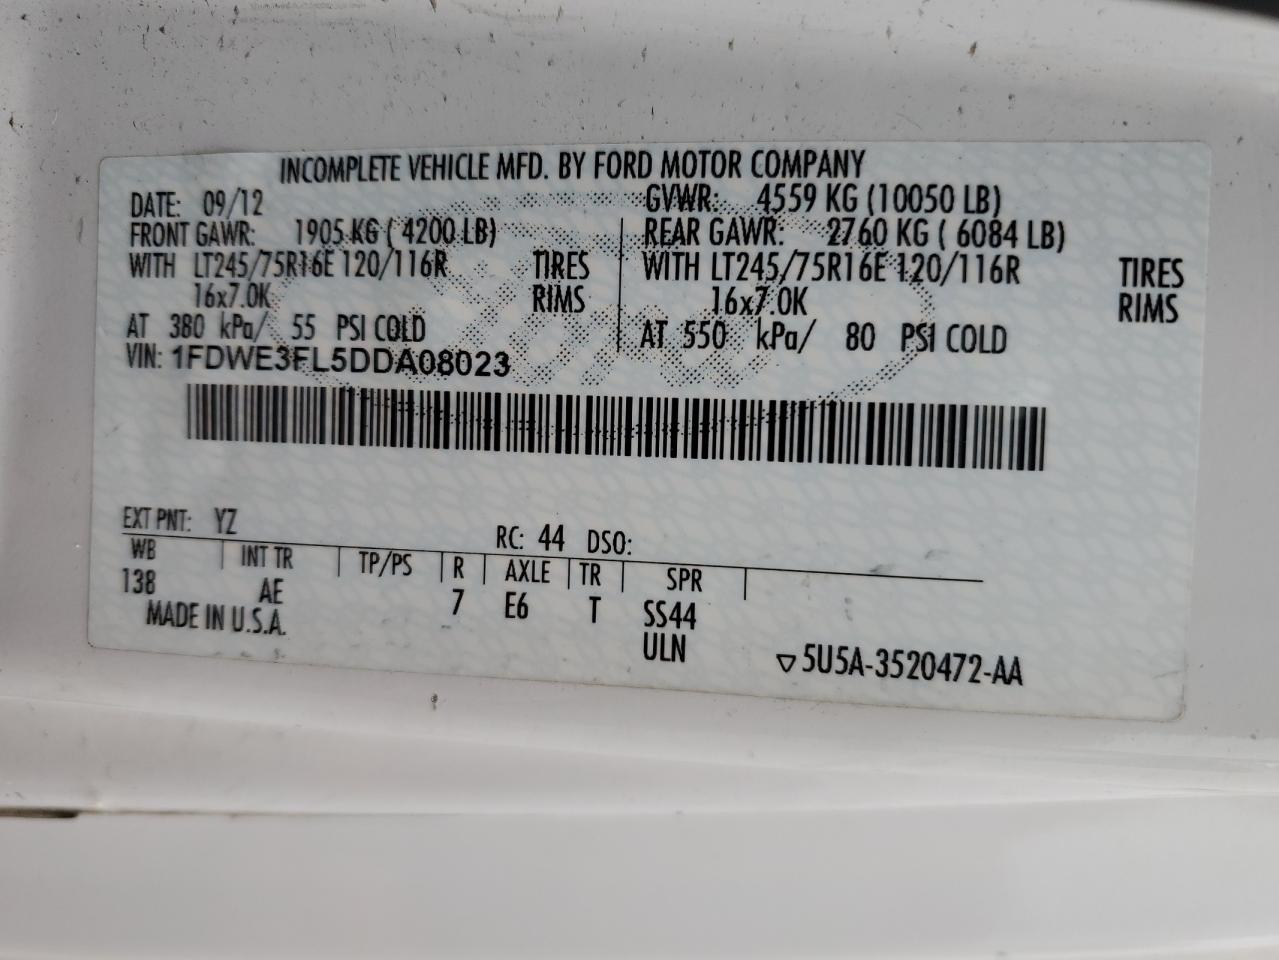 INCOMPLETE VEHICLE MFD. BY FORD MOTOR COMPANY
DATE: 09/12 GVWR: 4559 KG (10050 LB)
FRONT GAWR: 1905 KG ( 4200 LB) REAR GAWR: 2760 KG ( 6084 LB)
WITH LT245/75R16E 120/116R TIRES WITH LT245/75R16E 120/116R TIRES
16x7.0K RIMS 16x7.0K RIMS
AT 380 kPa/ 55 PSI COLD AT 550 kPa/ 80 PSI COLD
VIN: 1FDWE3FL5DDA08023
EXT PNT: YZ RC: 44 DSO:
WB INT TR TP/PS R AXLE TR SPR
138 AE 7 E6 T SS44
MADE IN U.S.A. ULN
5U5A-3520472-AA